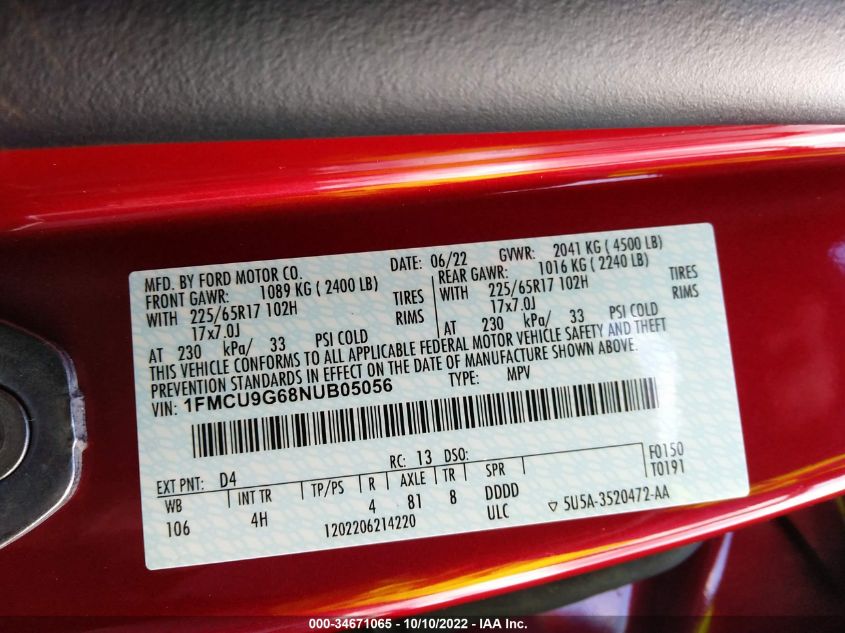 MFD. BY FORD MOTOR CO.
DATE: 06/22 GVWR: 2041 KG ( 4500 LB)
FRONT GAWR: 1089 KG ( 2400 LB)
REAR GAWR: 1016 KG ( 2240 LB)
WITH 225/65R17 102H TIRES
WITH 225/65R17 102H TIRES
17x7.0J RIMS
17x7.0J RIMS
AT 230 kPa/ 33 PSI COLD
AT 230 kPa/ 33 PSI COLD
THIS VEHICLE CONFORMS TO ALL APPLICABLE FEDERAL MOTOR VEHICLE SAFETY AND THEFT
PREVENTION STANDARDS IN EFFECT ON THE DATE OF MANUFACTURE SHOWN ABOVE.
VIN: 1FMCU9G68NUB05056 TYPE: MPV
EXT PNT: D4 RC: 13 DSO: F0150
WB INT TR TP/PS R AXLE TR SPR T0191
106 4H 4 81 8 DDDD
1202206214220 ULC ▽ 5U5A-3520472-AA
000-34671065 - 10/10/2022 - IAA Inc.